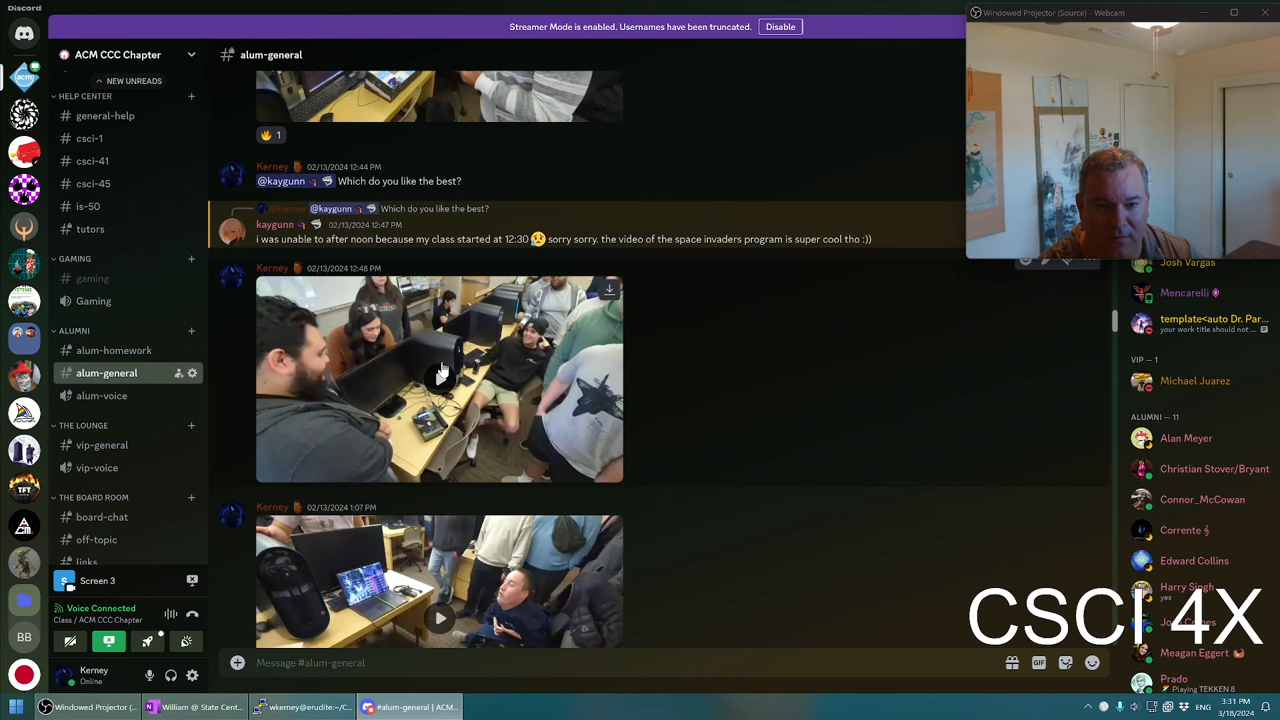 Discord
Streamer Mode is enabled. Usernames have been truncated.
Disable
Windowed Projector (Source) - Webcam
ACM CCC Chapter
NEW UNREADS
HELP CENTER
general-help
csci-1
csci-41
csci-45
is-50
tutors
GAMING
gaming
Gaming
ALUMNI
alum-homework
alum-general
alum-voice
THE LOUNGE
vip-general
vip-voice
THE BOARD ROOM
board-chat
off-topic
links
Screen 3
Voice Connected
Class / ACM CCC Chapter
Kerney
Online
BB
alum-general
1
Kerney 02/13/2024 12:44 PM
@kaygunn Which do you like the best?
@Kerney @kaygunn Which do you like the best?
kaygunn 02/13/2024 12:47 PM
i was unable to after noon because my class started at 12:30 😢 sorry sorry. the video of the space invaders program is super cool tho :))
Kerney 02/13/2024 12:48 PM
Kerney 02/13/2024 1:07 PM
Message #alum-general
GIF
Josh Vargas
Mencarelli
template<auto Dr. Par...
your work title should not ...
VIP — 1
Michael Juarez
ALUMNI — 11
Alan Meyer
Christian Stover/Bryant
Connor_McCowan
Corrente
Edward Collins
Harry Singh
yes
Meagan Eggert
Prado
Playing TEKKEN 8
CSCI 4X
Windowed Projector (...
William @ State Cent...
wkerney@erudite:~/C...
#alum-general | ACM...
ENG
3:31 PM
3/18/2024